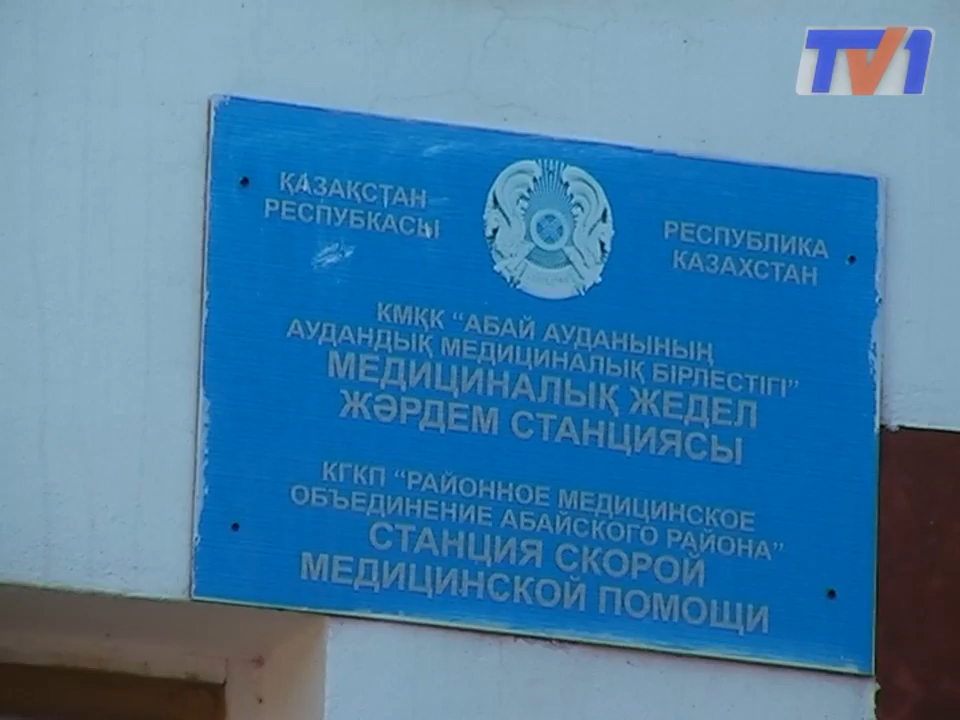 TV1
ҚАЗАҚСТАН
РЕСПУБКАСЫ
РЕСПУБЛИКА
КАЗАХСТАН
КМҚК “АБАЙ АУДАНЫНЫҢ
АУДАНДЫҚ МЕДИЦИНАЛЫҚ БІРЛЕСТІГІ”
МЕДИЦИНАЛЫҚ ЖЕДЕЛ
ЖӘРДЕМ СТАНЦИЯСЫ
КГКП “РАЙОННОЕ МЕДИЦИНСКОЕ
ОБЪЕДИНЕНИЕ АБАЙСКОГО РАЙОНА”
СТАНЦИЯ СКОРОЙ
МЕДИЦИНСКОЙ ПОМОЩИ